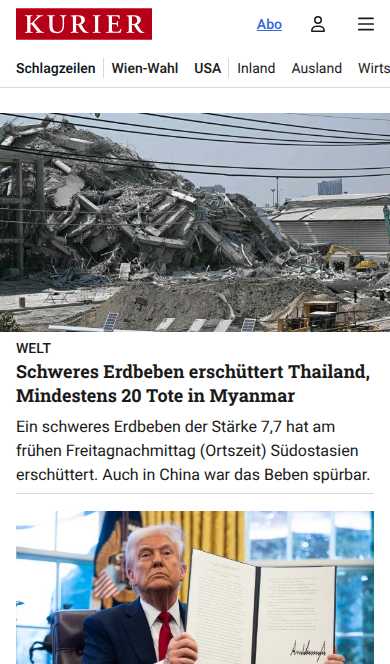 KURIER
Abo
Schlagzeilen Wien-Wahl USA Inland Ausland Wirts
WELT
Schweres Erdbeben erschüttert Thailand,
Mindestens 20 Tote in Myanmar
Ein schweres Erdbeben der Stärke 7,7 hat am
frühen Freitagnachmittag (Ortszeit) Südostasien
erschüttert. Auch in China war das Beben spürbar.